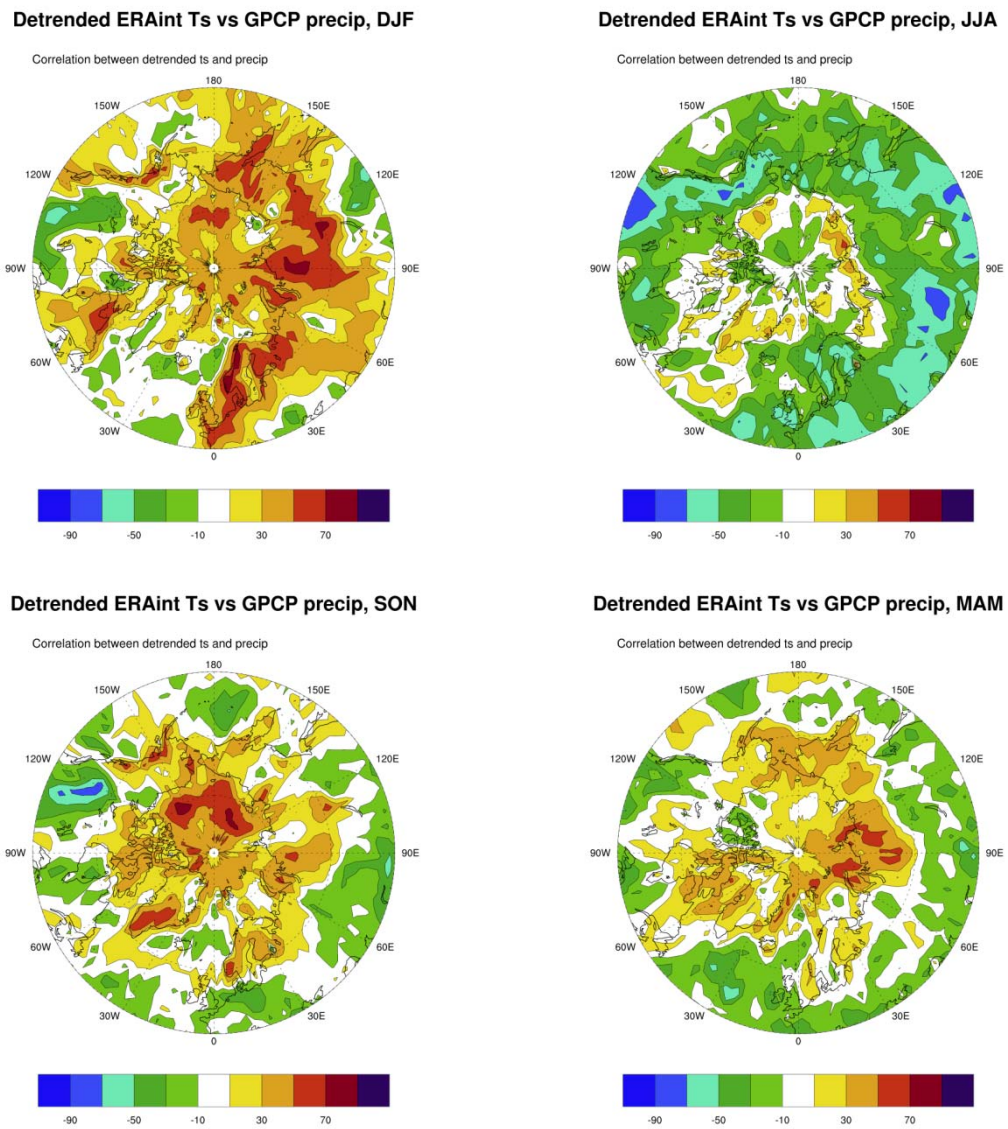 Detrended ERAint Ts vs GPCP precip, DJF
Correlation between detrended ts and precip
180
150W
150E
120W
120E
90W
90E
60W
60E
30W
30E
0
-90
-50
-10
30
70
Detrended ERAint Ts vs GPCP precip, JJA
Correlation between detrended ts and precip
180
150W
150E
120W
120E
90W
90E
60W
60E
30W
30E
0
-90
-50
-10
30
70
Detrended ERAint Ts vs GPCP precip, SON
Correlation between detrended ts and precip
180
150W
150E
120W
120E
90W
90E
60W
60E
30W
30E
0
-90
-50
-10
30
70
Detrended ERAint Ts vs GPCP precip, MAM
Correlation between detrended ts and precip
180
150W
150E
120W
120E
90W
90E
60W
60E
30W
30E
0
-90
-50
-10
30
70